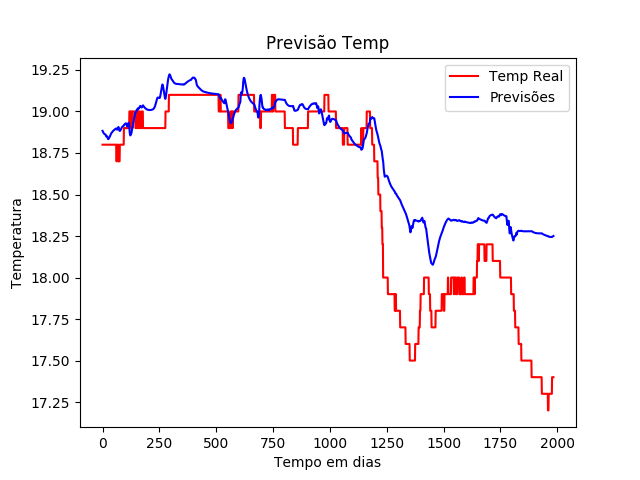 Previsão Temp
Temp Real
Previsões
19.25
19.00
18.75
18.50
18.25
18.00
17.75
17.50
17.25
Temperatura
0 250 500 750 1000 1250 1500 1750 2000
Tempo em dias